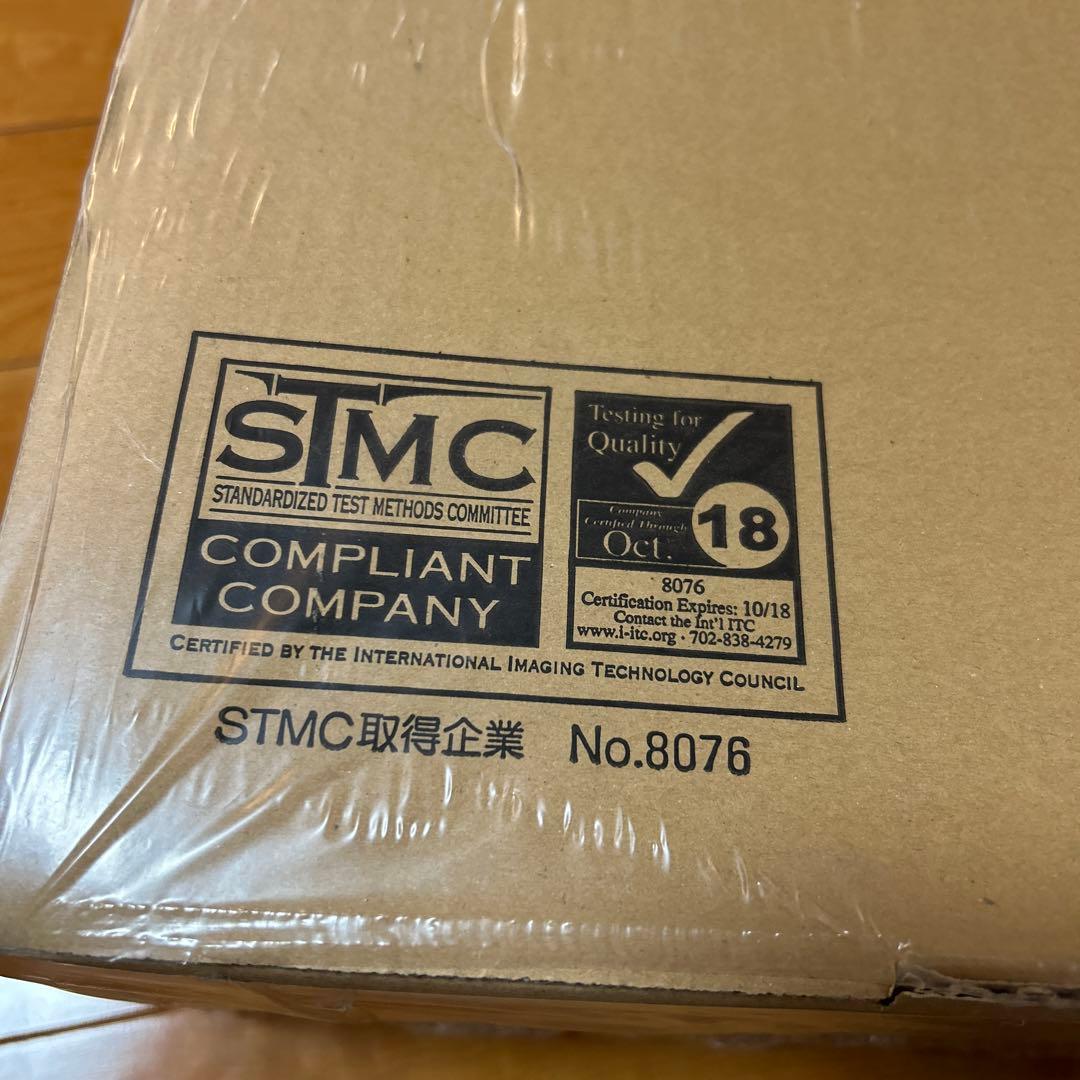 STMC
STANDARDIZED TEST METHODS COMMITTEE
COMPLIANT
COMPANY
Testing for
Quality
Company
Certified Through
Oct.
18
8076
Certification Expires: 10/18
Contact the Int'l ITC
www.i-itc.org · 702-838-4279
CERTIFIED BY THE INTERNATIONAL IMAGING TECHNOLOGY COUNCIL
STMC取得企業 No.8076